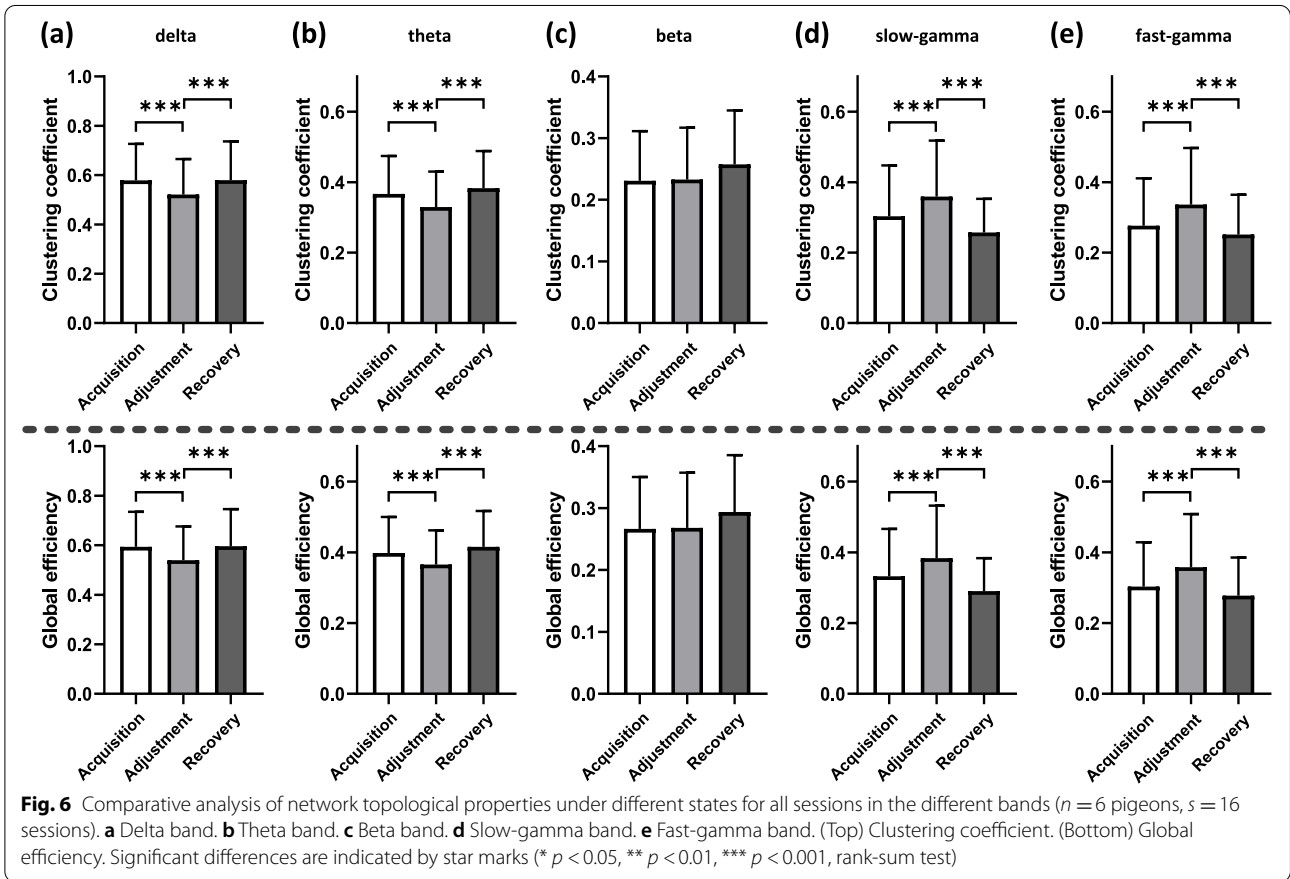 (a) delta (b) theta (c) beta (d) slow-gamma (e) fast-gamma
Clustering coefficient
1.0
0.8
0.6
0.4
0.2
0.0
*** ***
Acquisition
Adjustment
Recovery
Clustering coefficient
0.6
0.4
0.2
0.0
*** ***
Acquisition
Adjustment
Recovery
Clustering coefficient
0.4
0.3
0.2
0.1
0.0
Acquisition
Adjustment
Recovery
Clustering coefficient
0.6
0.4
0.2
0.0
*** ***
Acquisition
Adjustment
Recovery
Clustering coefficient
0.6
0.4
0.2
0.0
*** ***
Acquisition
Adjustment
Recovery
Global efficiency
1.0
0.8
0.6
0.4
0.2
0.0
*** ***
Acquisition
Adjustment
Recovery
Global efficiency
0.6
0.4
0.2
0.0
*** ***
Acquisition
Adjustment
Recovery
Global efficiency
0.4
0.3
0.2
0.1
0.0
Acquisition
Adjustment
Recovery
Global efficiency
0.6
0.4
0.2
0.0
*** ***
Acquisition
Adjustment
Recovery
Global efficiency
0.6
0.4
0.2
0.0
*** ***
Acquisition
Adjustment
Recovery
Fig. 6 Comparative analysis of network topological properties under different states for all sessions in the different bands (n = 6 pigeons, s = 16
sessions). a Delta band. b Theta band. c Beta band. d Slow-gamma band. e Fast-gamma band. (Top) Clustering coefficient. (Bottom) Global
efficiency. Significant differences are indicated by star marks (* p < 0.05, ** p < 0.01, *** p < 0.001, rank-sum test)